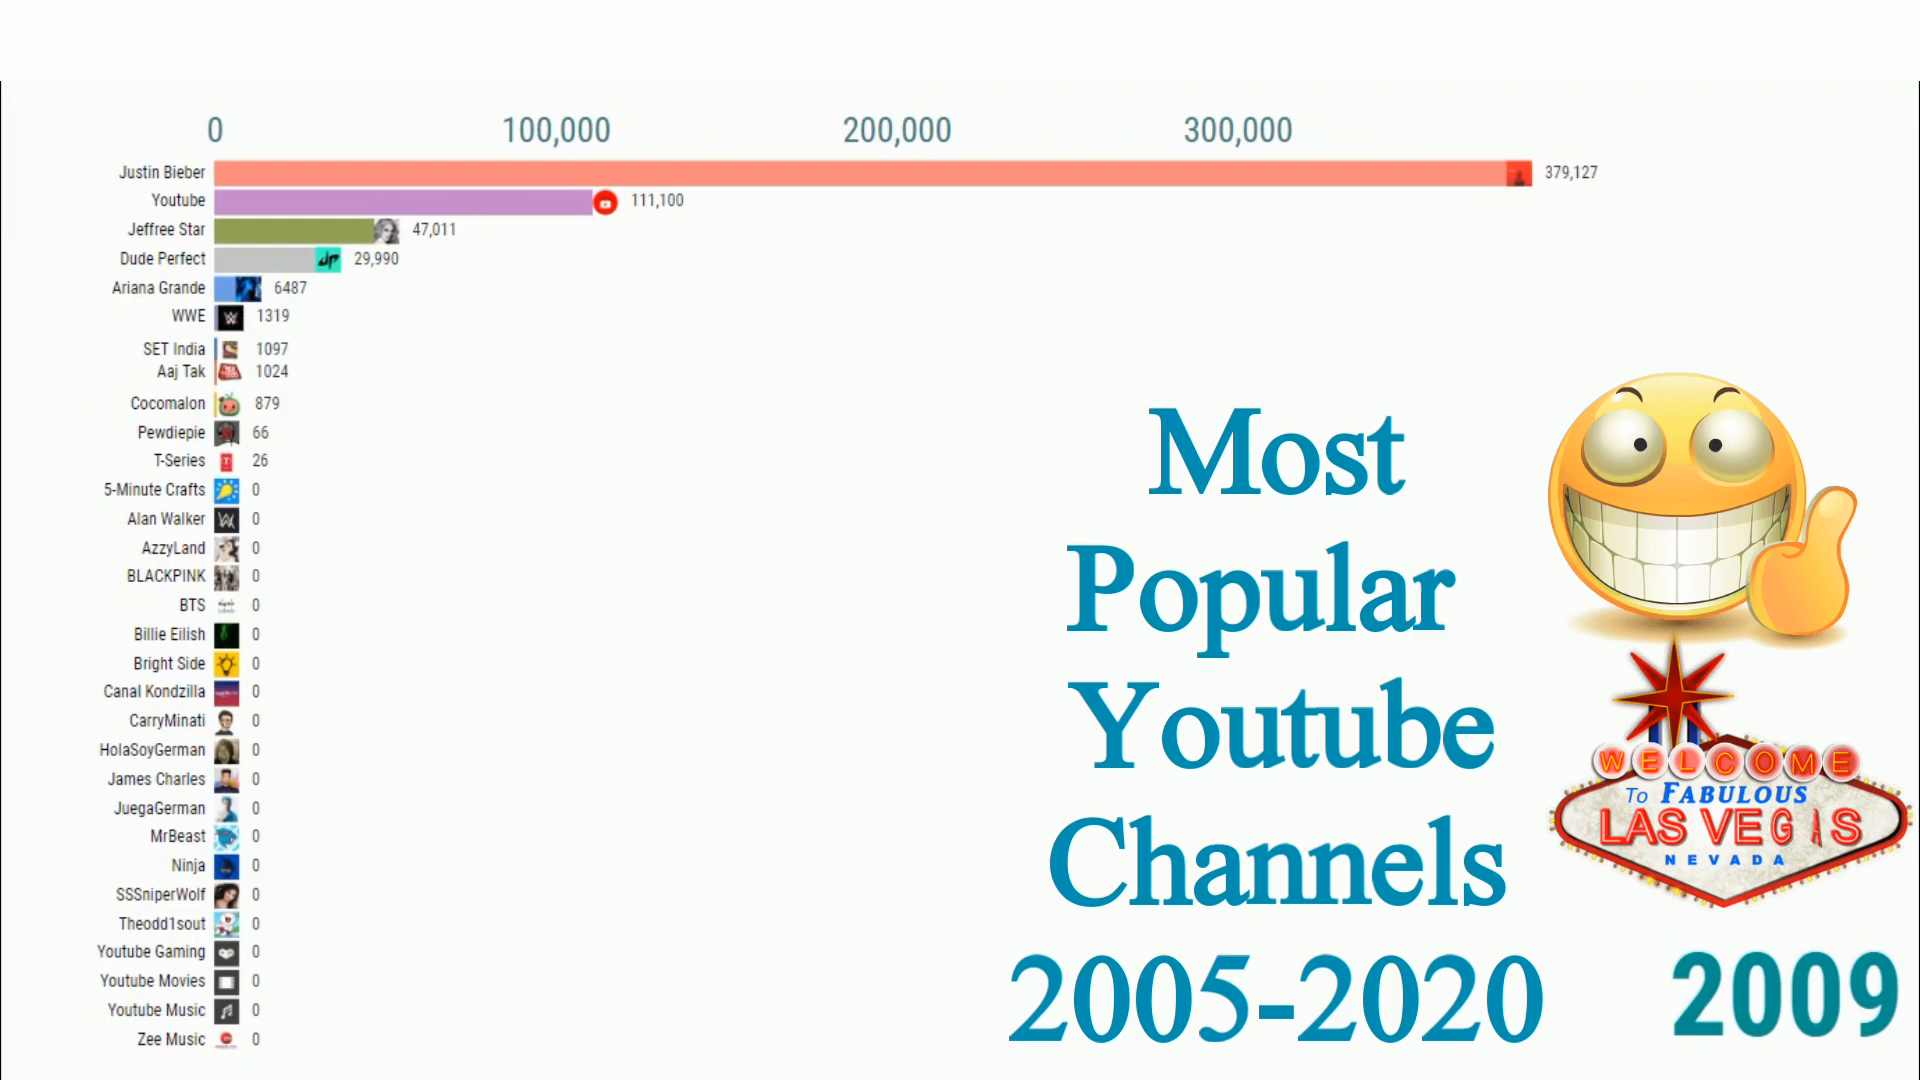 0 100,000 200,000 300,000
Justin Bieber 379,127
Youtube 111,100
Jeffree Star 47,011
Dude Perfect dp 29,990
Ariana Grande 6487
WWE W 1319
SET India 1097
Aaj Tak 1024
Cocomalon 879
Pewdiepie 66
T-Series 26
5-Minute Crafts 0
Alan Walker 0
AzzyLand 0
BLACKPINK 0
BTS 0
Billie Eilish 0
Bright Side 0
Canal Kondzilla 0
CarryMinati 0
HolaSoyGerman 0
James Charles 0
JuegaGerman 0
MrBeast 0
Ninja 0
SSSniperWolf 0
Theodd1sout 0
Youtube Gaming 0
Youtube Movies 0
Youtube Music 0
Zee Music 0
Most
Popular
Youtube
Channels
2005-2020
WELCOME
To FABULOUS
LAS VEGAS
NEVADA
2009